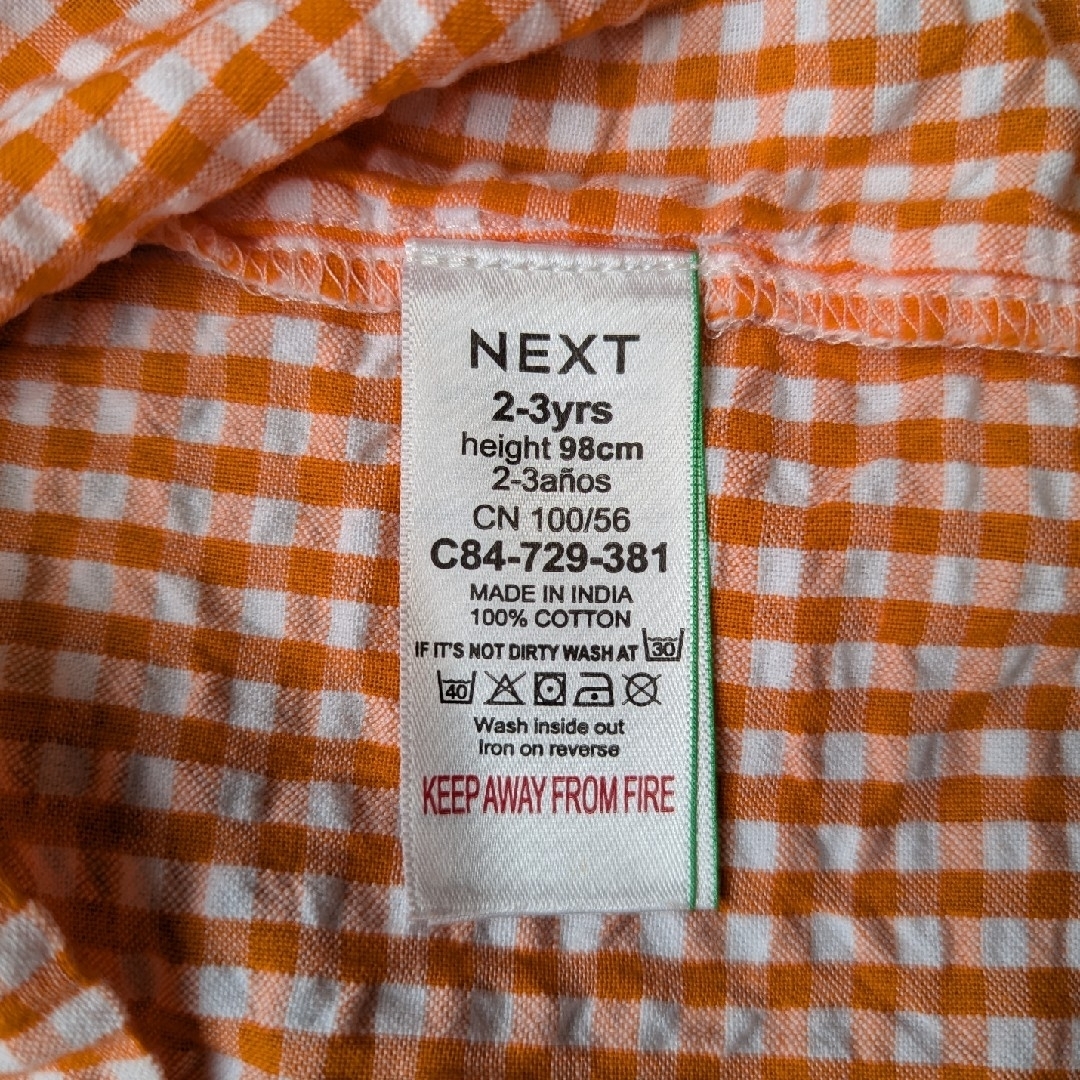 NEXT
2-3yrs
height 98cm
2-3años
CN 100/56
C84-729-381
MADE IN INDIA
100% COTTON
IF IT'S NOT DIRTY WASH AT 30
40
Wash inside out
Iron on reverse
KEEP AWAY FROM FIRE